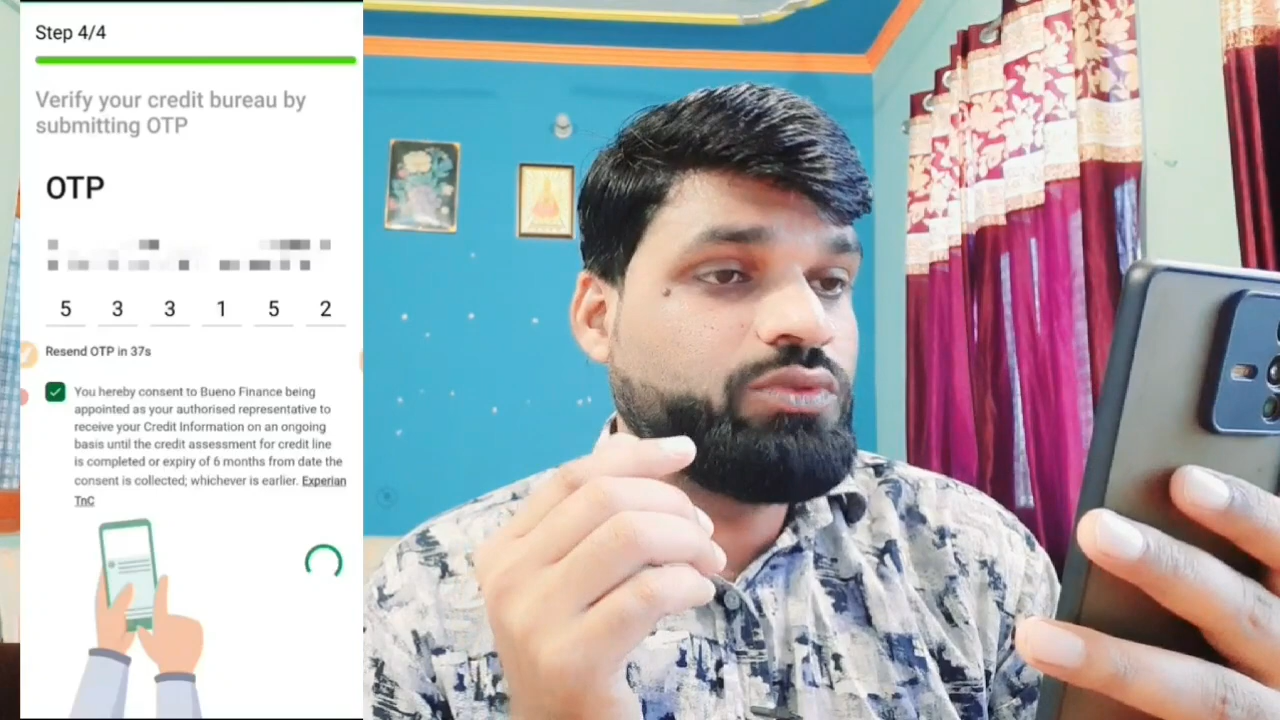 Step 4/4
Verify your credit bureau by
submitting OTP
OTP
5 3 3 1 5 2
Resend OTP in 37s
You hereby consent to Bueno Finance being
appointed as your authorised representative to
receive your Credit Information on an ongoing
basis until the credit assessment for credit line
is completed or expiry of 6 months from date the
consent is collected; whichever is earlier. Experian
TnC